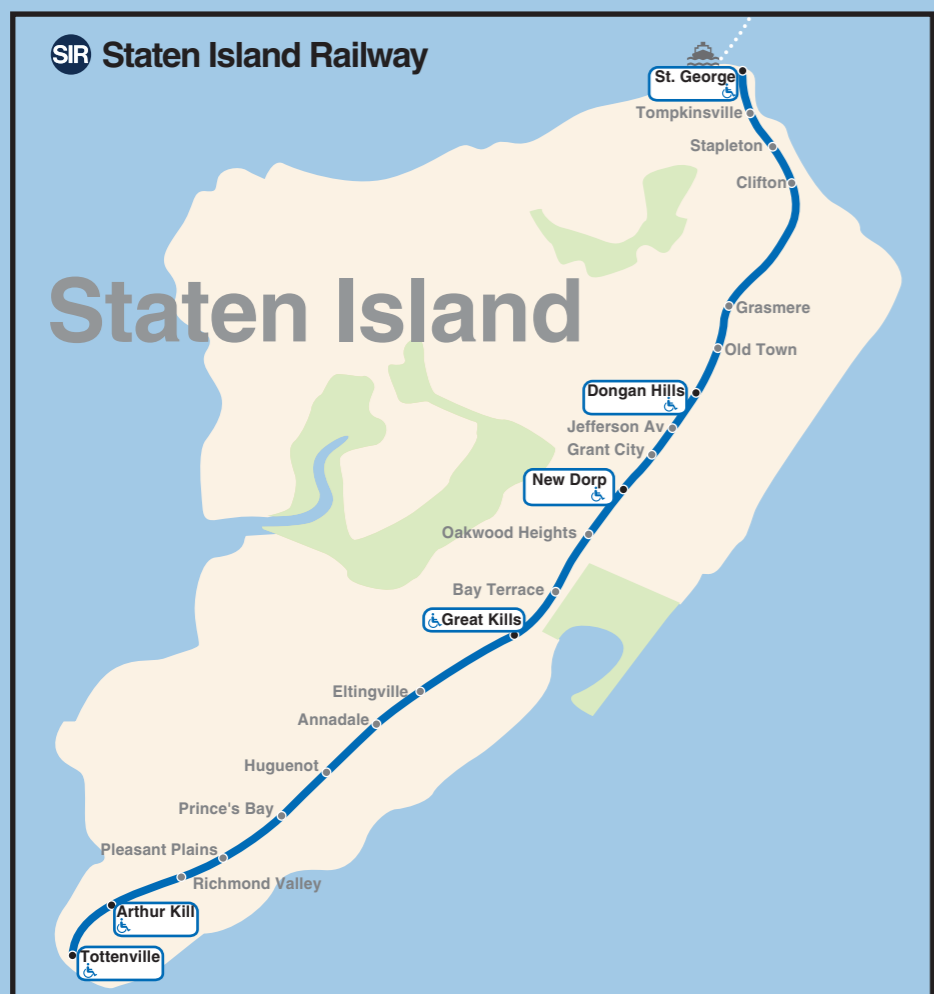 SIR Staten Island Railway
St. George
Tompkinsville
Stapleton
Clifton
Staten Island
Grasmere
Old Town
Dongan Hills
Jefferson Av
Grant City
New Dorp
Oakwood Heights
Bay Terrace
Great Kills
Eltingville
Annadale
Huguenot
Prince's Bay
Pleasant Plains
Richmond Valley
Arthur Kill
Tottenville